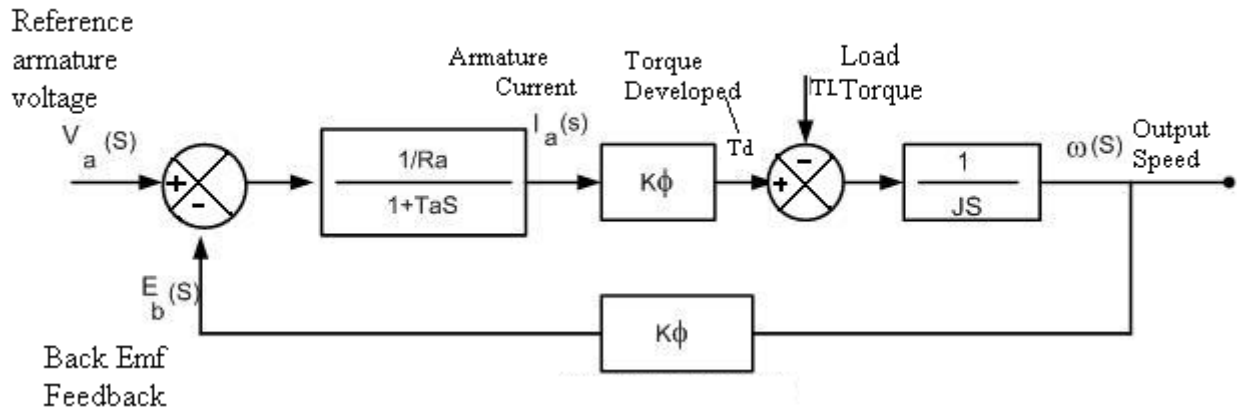 Reference
armature
voltage
V a (S)
+
-
E b (S)
Back Emf
Feedback
1/Ra
1+TaS
Armature
Current
I a (s)
Kϕ
Torque
Developed
Td
Load
TL Torque
-
+
1
JS
ω(S)
Output
Speed
Kϕ